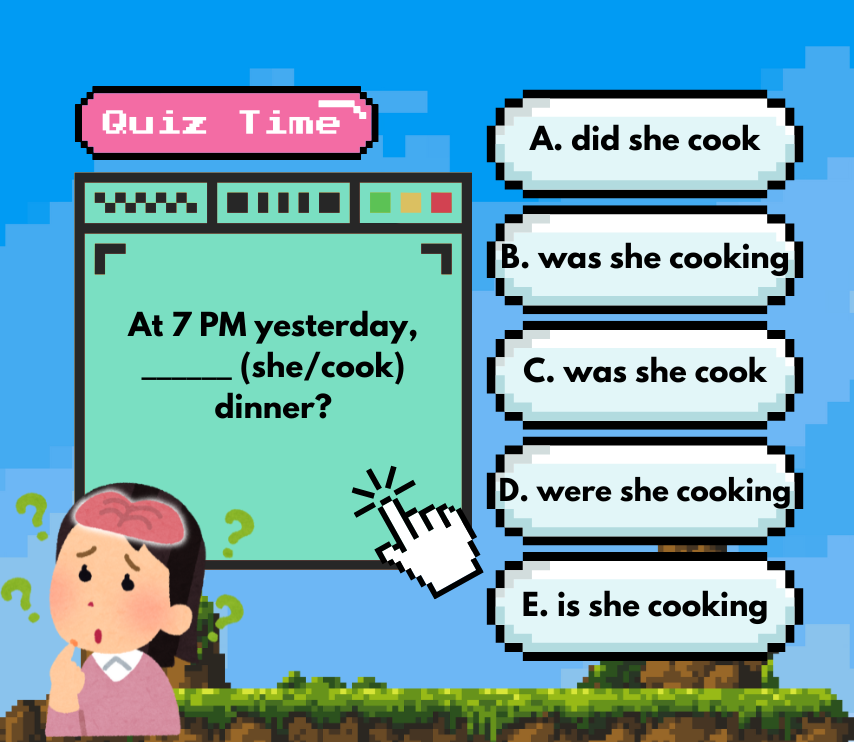 Quiz Time
At 7 PM yesterday,
______ (she/cook)
dinner?
A. did she cook
B. was she cooking
C. was she cook
D. were she cooking
E. is she cooking